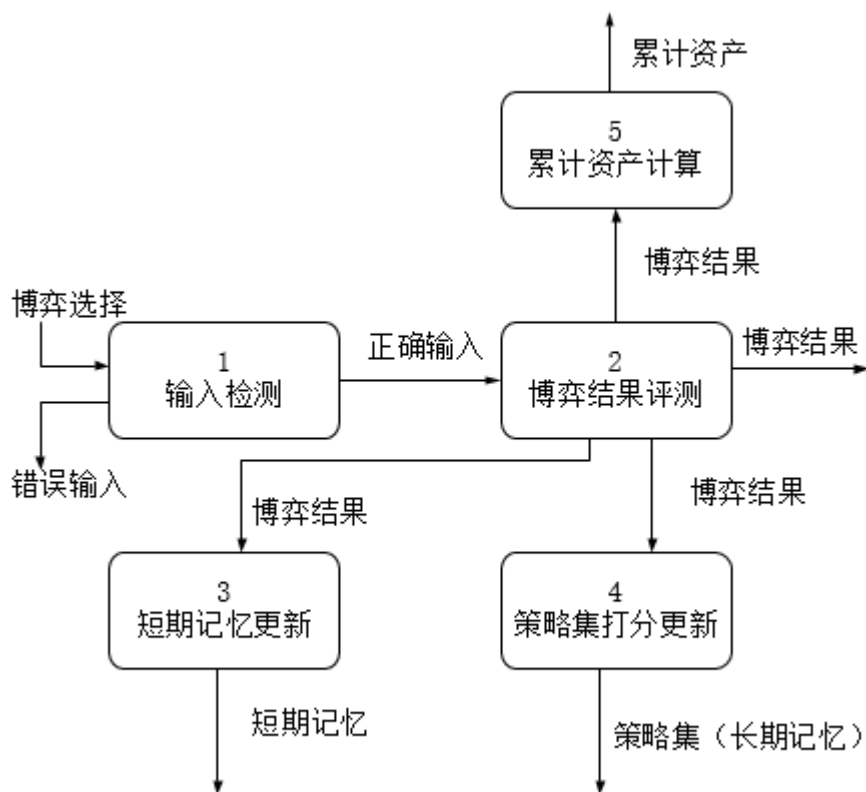 累计资产
5
累计资产计算
博弈结果
博弈选择
1
输入检测
正确输入
2
博弈结果评测
博弈结果
错误输入
博弈结果
博弈结果
3
短期记忆更新
4
策略集打分更新
短期记忆
策略集（长期记忆）